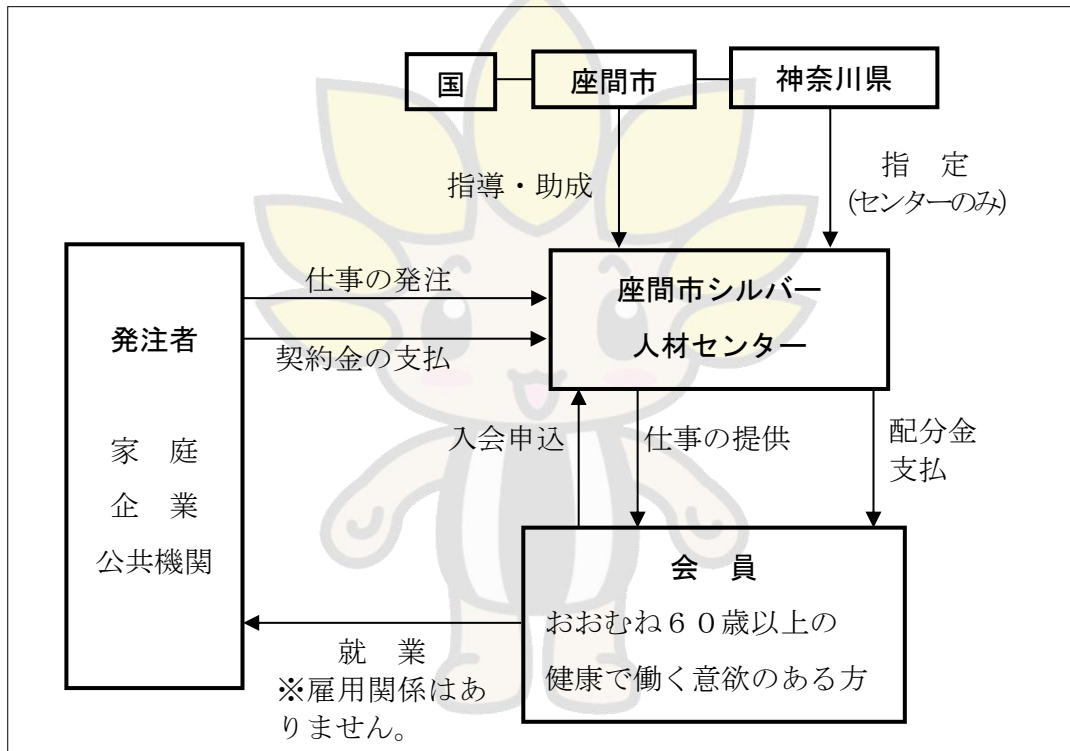 国
座間市
神奈川県
指導・助成
指　定
(センターのみ)
発注者
家　庭
企　業
公共機関
仕事の発注
契約金の支払
座間市シルバー
人材センター
入会申込
仕事の提供
配分金
支払
会　員
おおむね６０歳以上の
健康で働く意欲のある方
就　業
※雇用関係はあ
りません。